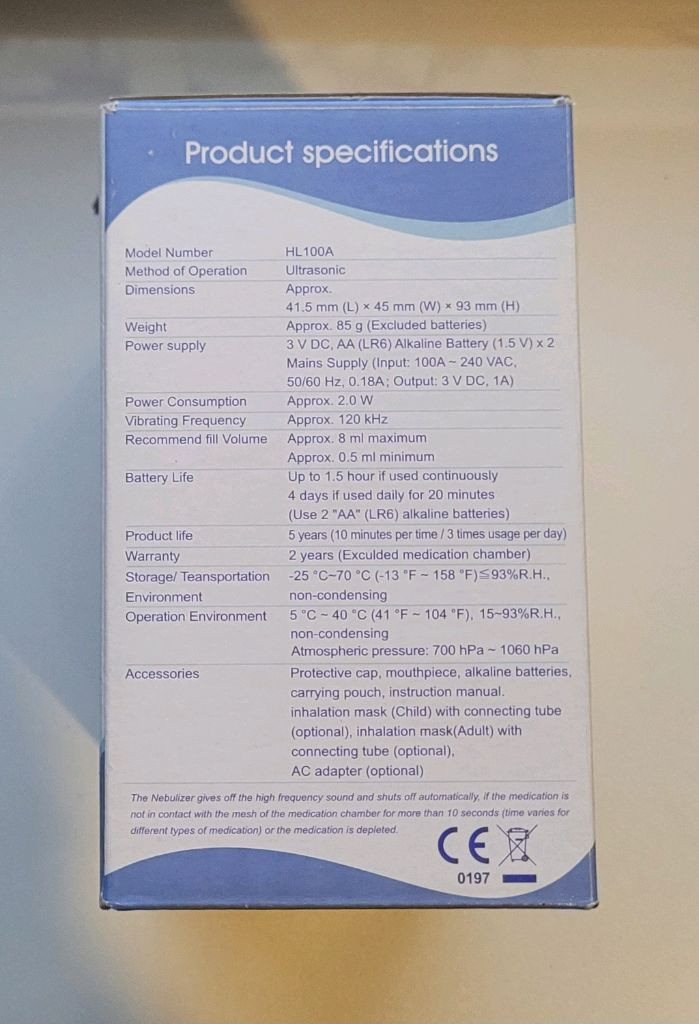 Product specifications
Model Number HL100A
Method of Operation Ultrasonic
Dimensions Approx.
41.5 mm (L) × 45 mm (W) × 93 mm (H)
Weight Approx. 85 g (Excluded batteries)
Power supply 3 V DC, AA (LR6) Alkaline Battery (1.5 V) x 2
Mains Supply (Input: 100A ~ 240 VAC,
50/60 Hz, 0.18A; Output: 3 V DC, 1A)
Power Consumption Approx. 2.0 W
Vibrating Frequency Approx. 120 kHz
Recommend fill Volume Approx. 8 ml maximum
Approx. 0.5 ml minimum
Battery Life Up to 1.5 hour if used continuously
4 days if used daily for 20 minutes
(Use 2 "AA" (LR6) alkaline batteries)
Product life 5 years (10 minutes per time / 3 times usage per day)
Warranty 2 years (Exculded medication chamber)
Storage/ Teansportation -25 °C~70 °C (-13 °F ~ 158 °F)≦93%R.H.,
Environment non-condensing
Operation Environment 5 °C ~ 40 °C (41 °F ~ 104 °F), 15~93%R.H.,
non-condensing
Atmospheric pressure: 700 hPa ~ 1060 hPa
Accessories Protective cap, mouthpiece, alkaline batteries,
carrying pouch, instruction manual.
inhalation mask (Child) with connecting tube
(optional), inhalation mask(Adult) with
connecting tube (optional),
AC adapter (optional)
The Nebulizer gives off the high frequency sound and shuts off automatically, if the medication is
not in contact with the mesh of the medication chamber for more than 10 seconds (time varies for
different types of medication) or the medication is depleted.
CE
0197